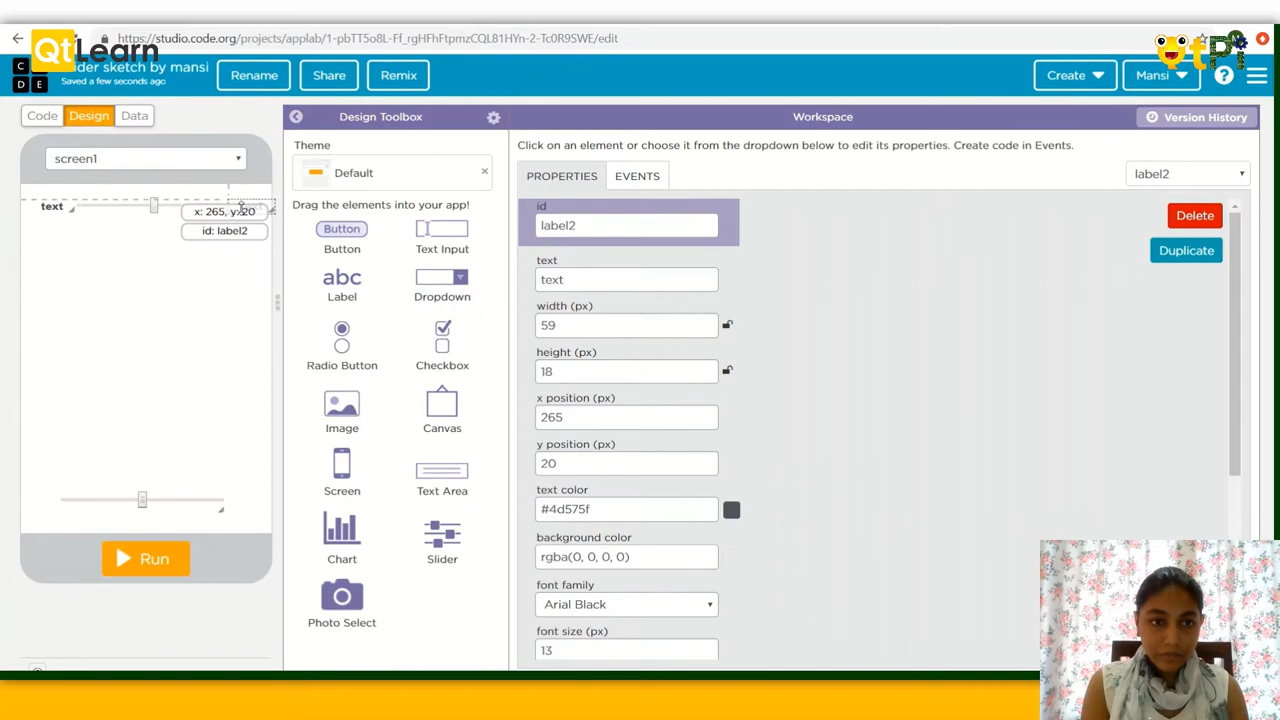 https://studio.code.org/projects/applab/1-pbTT5o8L-Ff_rgHFhFtpmzCQL81HYn-2-Tc0R9SWE/edit
QtLearn
QtPi
C
O
D
E
der sketch by mansi
Saved a few seconds ago
Rename
Share
Remix
Create
Mansi
?
Code
Design
Data
Design Toolbox
Workspace
Version History
screen1
Theme
Default
Click on an element or choose it from the dropdown below to edit its properties. Create code in Events.
PROPERTIES
EVENTS
label2
text
x: 265, y: 20
id: label2
Drag the elements into your app!
Button
Button
Text Input
abc
Label
Dropdown
Radio Button
Checkbox
Image
Canvas
Screen
Text Area
Chart
Slider
Photo Select
Run
id
label2
Delete
Duplicate
text
text
width (px)
59
height (px)
18
x position (px)
265
y position (px)
20
text color
#4d575f
background color
rgba(0, 0, 0, 0)
font family
Arial Black
font size (px)
13